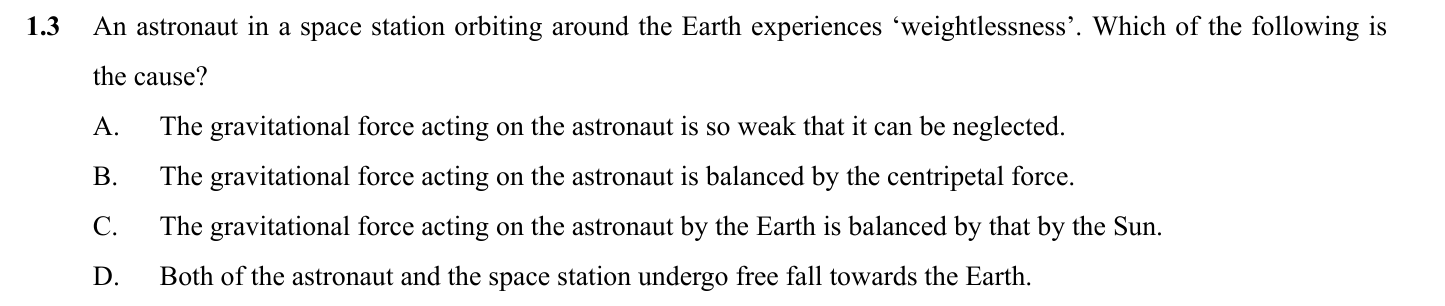 1.3 An astronaut in a space station orbiting around the Earth experiences ‘weightlessness’. Which of the following is
the cause?
A. The gravitational force acting on the astronaut is so weak that it can be neglected.
B. The gravitational force acting on the astronaut is balanced by the centripetal force.
C. The gravitational force acting on the astronaut by the Earth is balanced by that by the Sun.
D. Both of the astronaut and the space station undergo free fall towards the Earth.